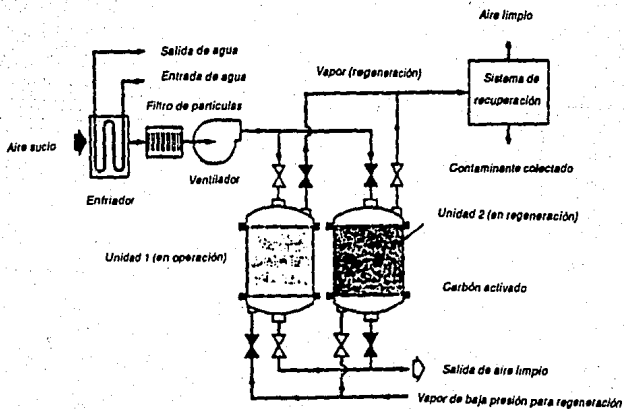 Aire limpio
Salida de agua
Entrada de agua
Vapor (regeneración)
Sistema de
recuperación
Filtro de partículas
Aire sucio
Contaminante colectado
Enfriador
Ventilador
Unidad 2 (en regeneración)
Unidad 1 (en operación)
Carbón activado
Salida de aire limpio
Vapor de baja presión para regeneración